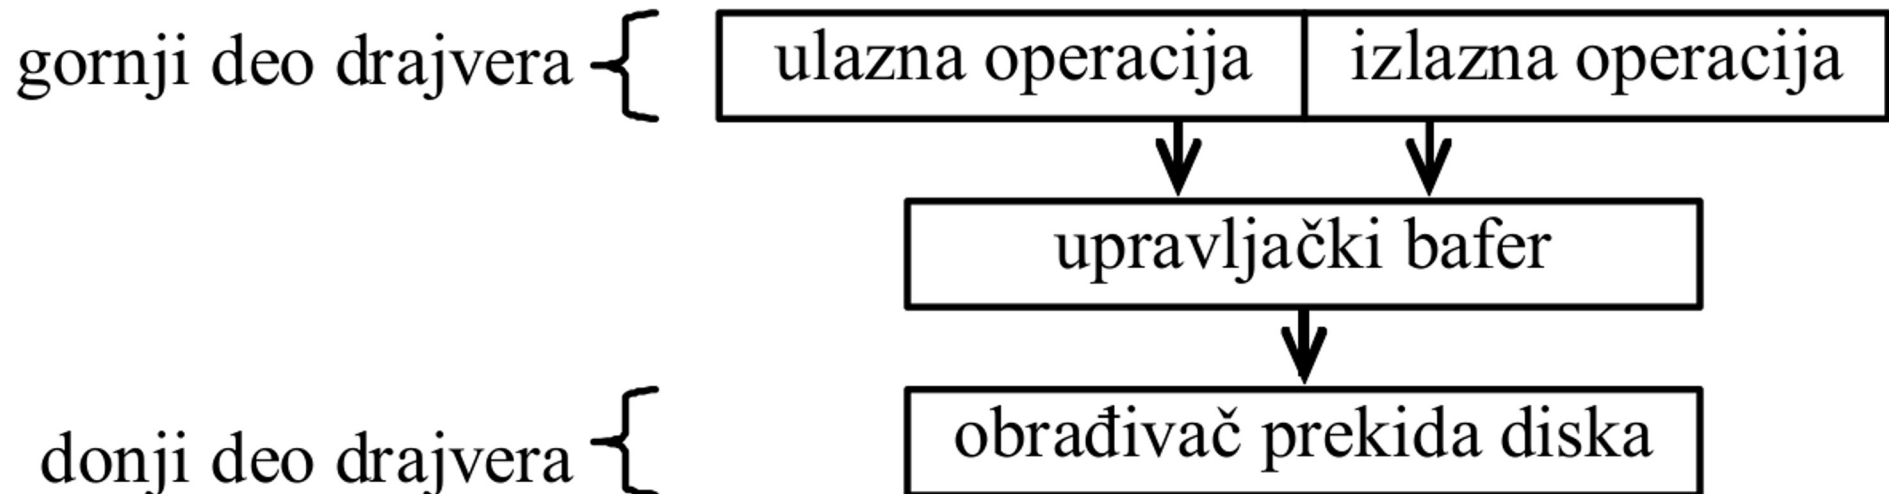 gornji deo drajvera ulazna operacija izlazna operacija
upravljački bafer
donji deo drajvera obrađivač prekida diska